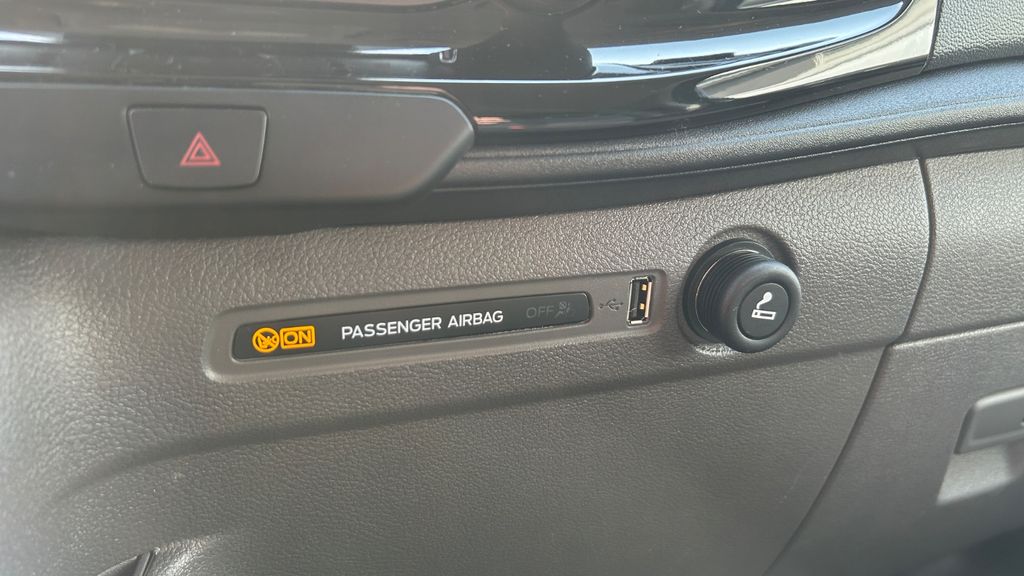 ON PASSENGER AIRBAG OFF